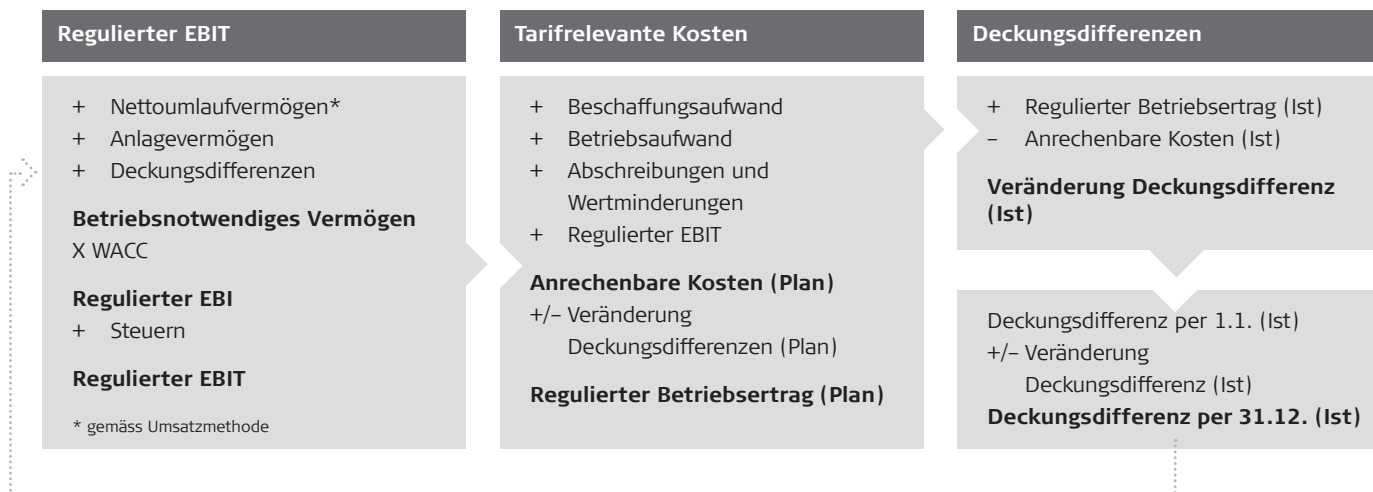 Regulierter EBIT
+ Nettoumlaufvermögen*
+ Anlagevermögen
+ Deckungsdifferenzen
Betriebsnotwendiges Vermögen
X WACC
Regulierter EBI
+ Steuern
Regulierter EBIT
* gemäss Umsatzmethode
Tarifrelevante Kosten
+ Beschaffungsaufwand
+ Betriebsaufwand
+ Abschreibungen und
Wertminderungen
+ Regulierter EBIT
Anrechenbare Kosten (Plan)
+/– Veränderung
Deckungsdifferenzen (Plan)
Regulierter Betriebsertrag (Plan)
Deckungsdifferenzen
+ Regulierter Betriebsertrag (Ist)
– Anrechenbare Kosten (Ist)
Veränderung Deckungsdifferenz
(Ist)
Deckungsdifferenz per 1.1. (Ist)
+/– Veränderung
Deckungsdifferenz (Ist)
Deckungsdifferenz per 31.12. (Ist)